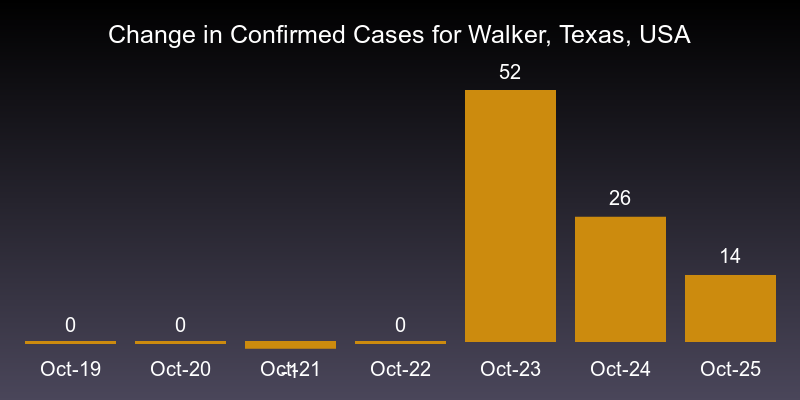 Change in Confirmed Cases for Walker, Texas, USA
52
26
14
0 0 0
-1
Oct-19 Oct-20 Oct-21 Oct-22 Oct-23 Oct-24 Oct-25